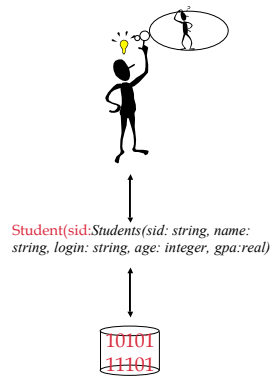 ?
Student(sid:Students(sid: string, name:
string, login: string, age: integer, gpa:real)
10101
11101